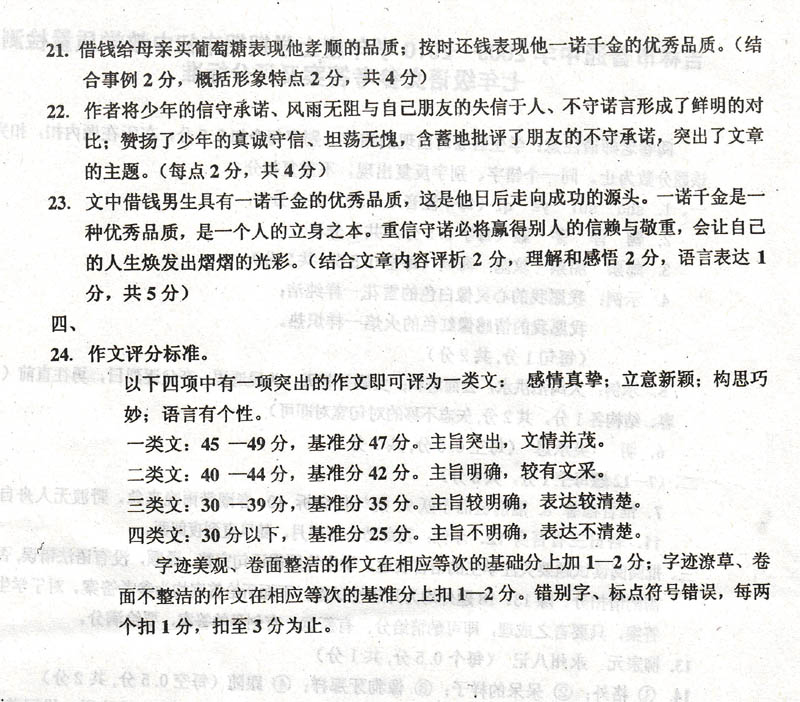 21. 借钱给母亲买葡萄糖表现他孝顺的品质；按时还钱表现他一诺千金的优秀品质。（结
合事例 2 分，概括形象特点 2 分，共 4 分）
22. 作者将少年的信守承诺、风雨无阻与自己朋友的失信于人、不守诺言形成了鲜明的对
比；赞扬了少年的真诚守信、坦荡无愧，含蓄地批评了朋友的不守承诺，突出了文章
的主题。（每点 2 分，共 4 分）
23. 文中借钱男生具有一诺千金的优秀品质，这是他日后走向成功的源头。一诺千金是一
种优秀品质，是一个人的立身之本。重信守诺必将赢得别人的信赖与敬重，会让自己
的人生焕发出熠熠的光彩。（结合文章内容评析 2 分，理解和感悟 2 分，语言表达 1
分，共 5 分）
四、
24. 作文评分标准。
以下四项中有一项突出的作文即可评为一类文： 感情真挚；立意新颖；构思巧
妙；语言有个性。
一类文：45 —49 分，基准分 47 分。主旨突出，文情并茂。
二类文：40 —44 分，基准分 42 分。主旨明确，较有文采。
三类文：30 —39 分，基准分 35 分。主旨较明确，表达较清楚。
四类文：30 分以下，基准分 25 分。主旨不明确，表达不清楚。
字迹美观、卷面整洁的作文在相应等次的基础分上加 1—2 分；字迹潦草、卷
面不整洁的作文在相应等次的基准分上扣 1—2 分。错别字、标点符号错误，每两
个扣 1 分，扣至 3 分为止。